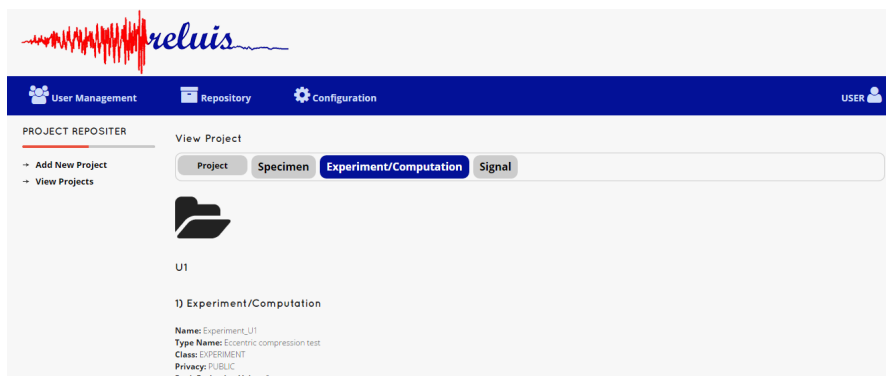 reluis
User Management Repository Configuration USER
PROJECT REPOSITER
View Project
→ Add New Project
→ View Projects
Project Specimen Experiment/Computation Signal
U1
1) Experiment/Computation
Name: Experiment_U1
Type Name: Eccentric compression test
Class: EXPERIMENT
Privacy: PUBLIC